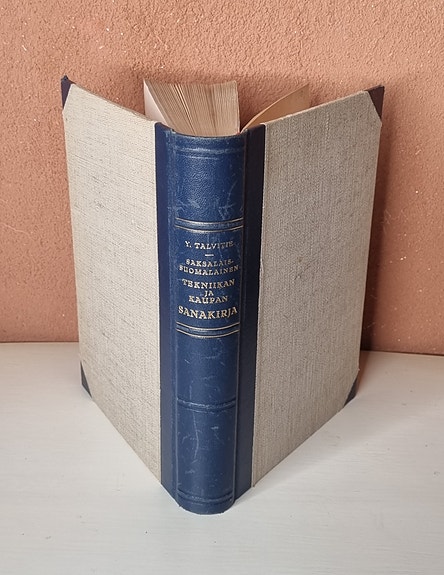 Y. TALVITIE
SAKSALAIS-
SUOMALAINEN
TEKNIIKAN
JA
KAUPAN
SANAKIRJA